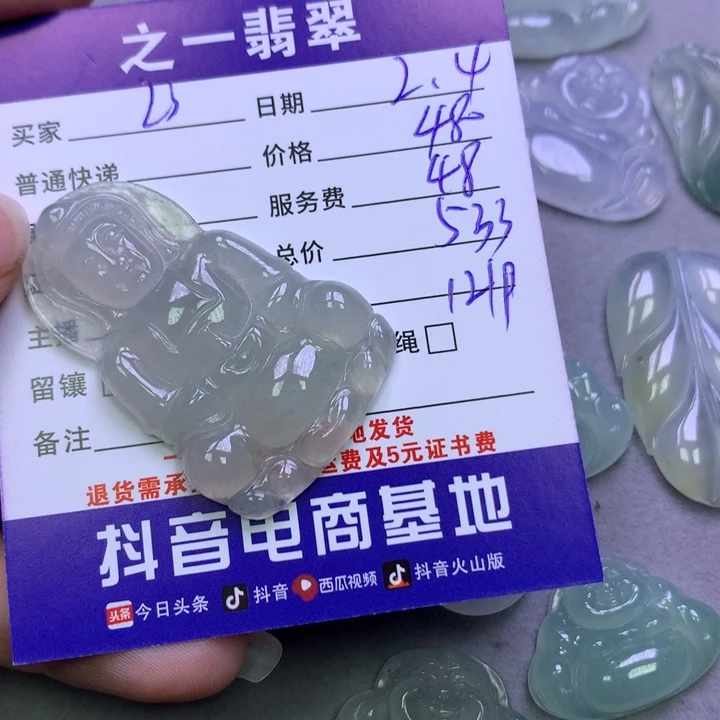 之一翡翠
买家 23 日期 2.4
普通快递 价格 480
服务费 48
总价 533
主播 1211
留镶 绳
备注
地发货
退货需承 费及5元证书费
抖音电商基地
头条 今日头条 抖音 西瓜视频 抖音火山版